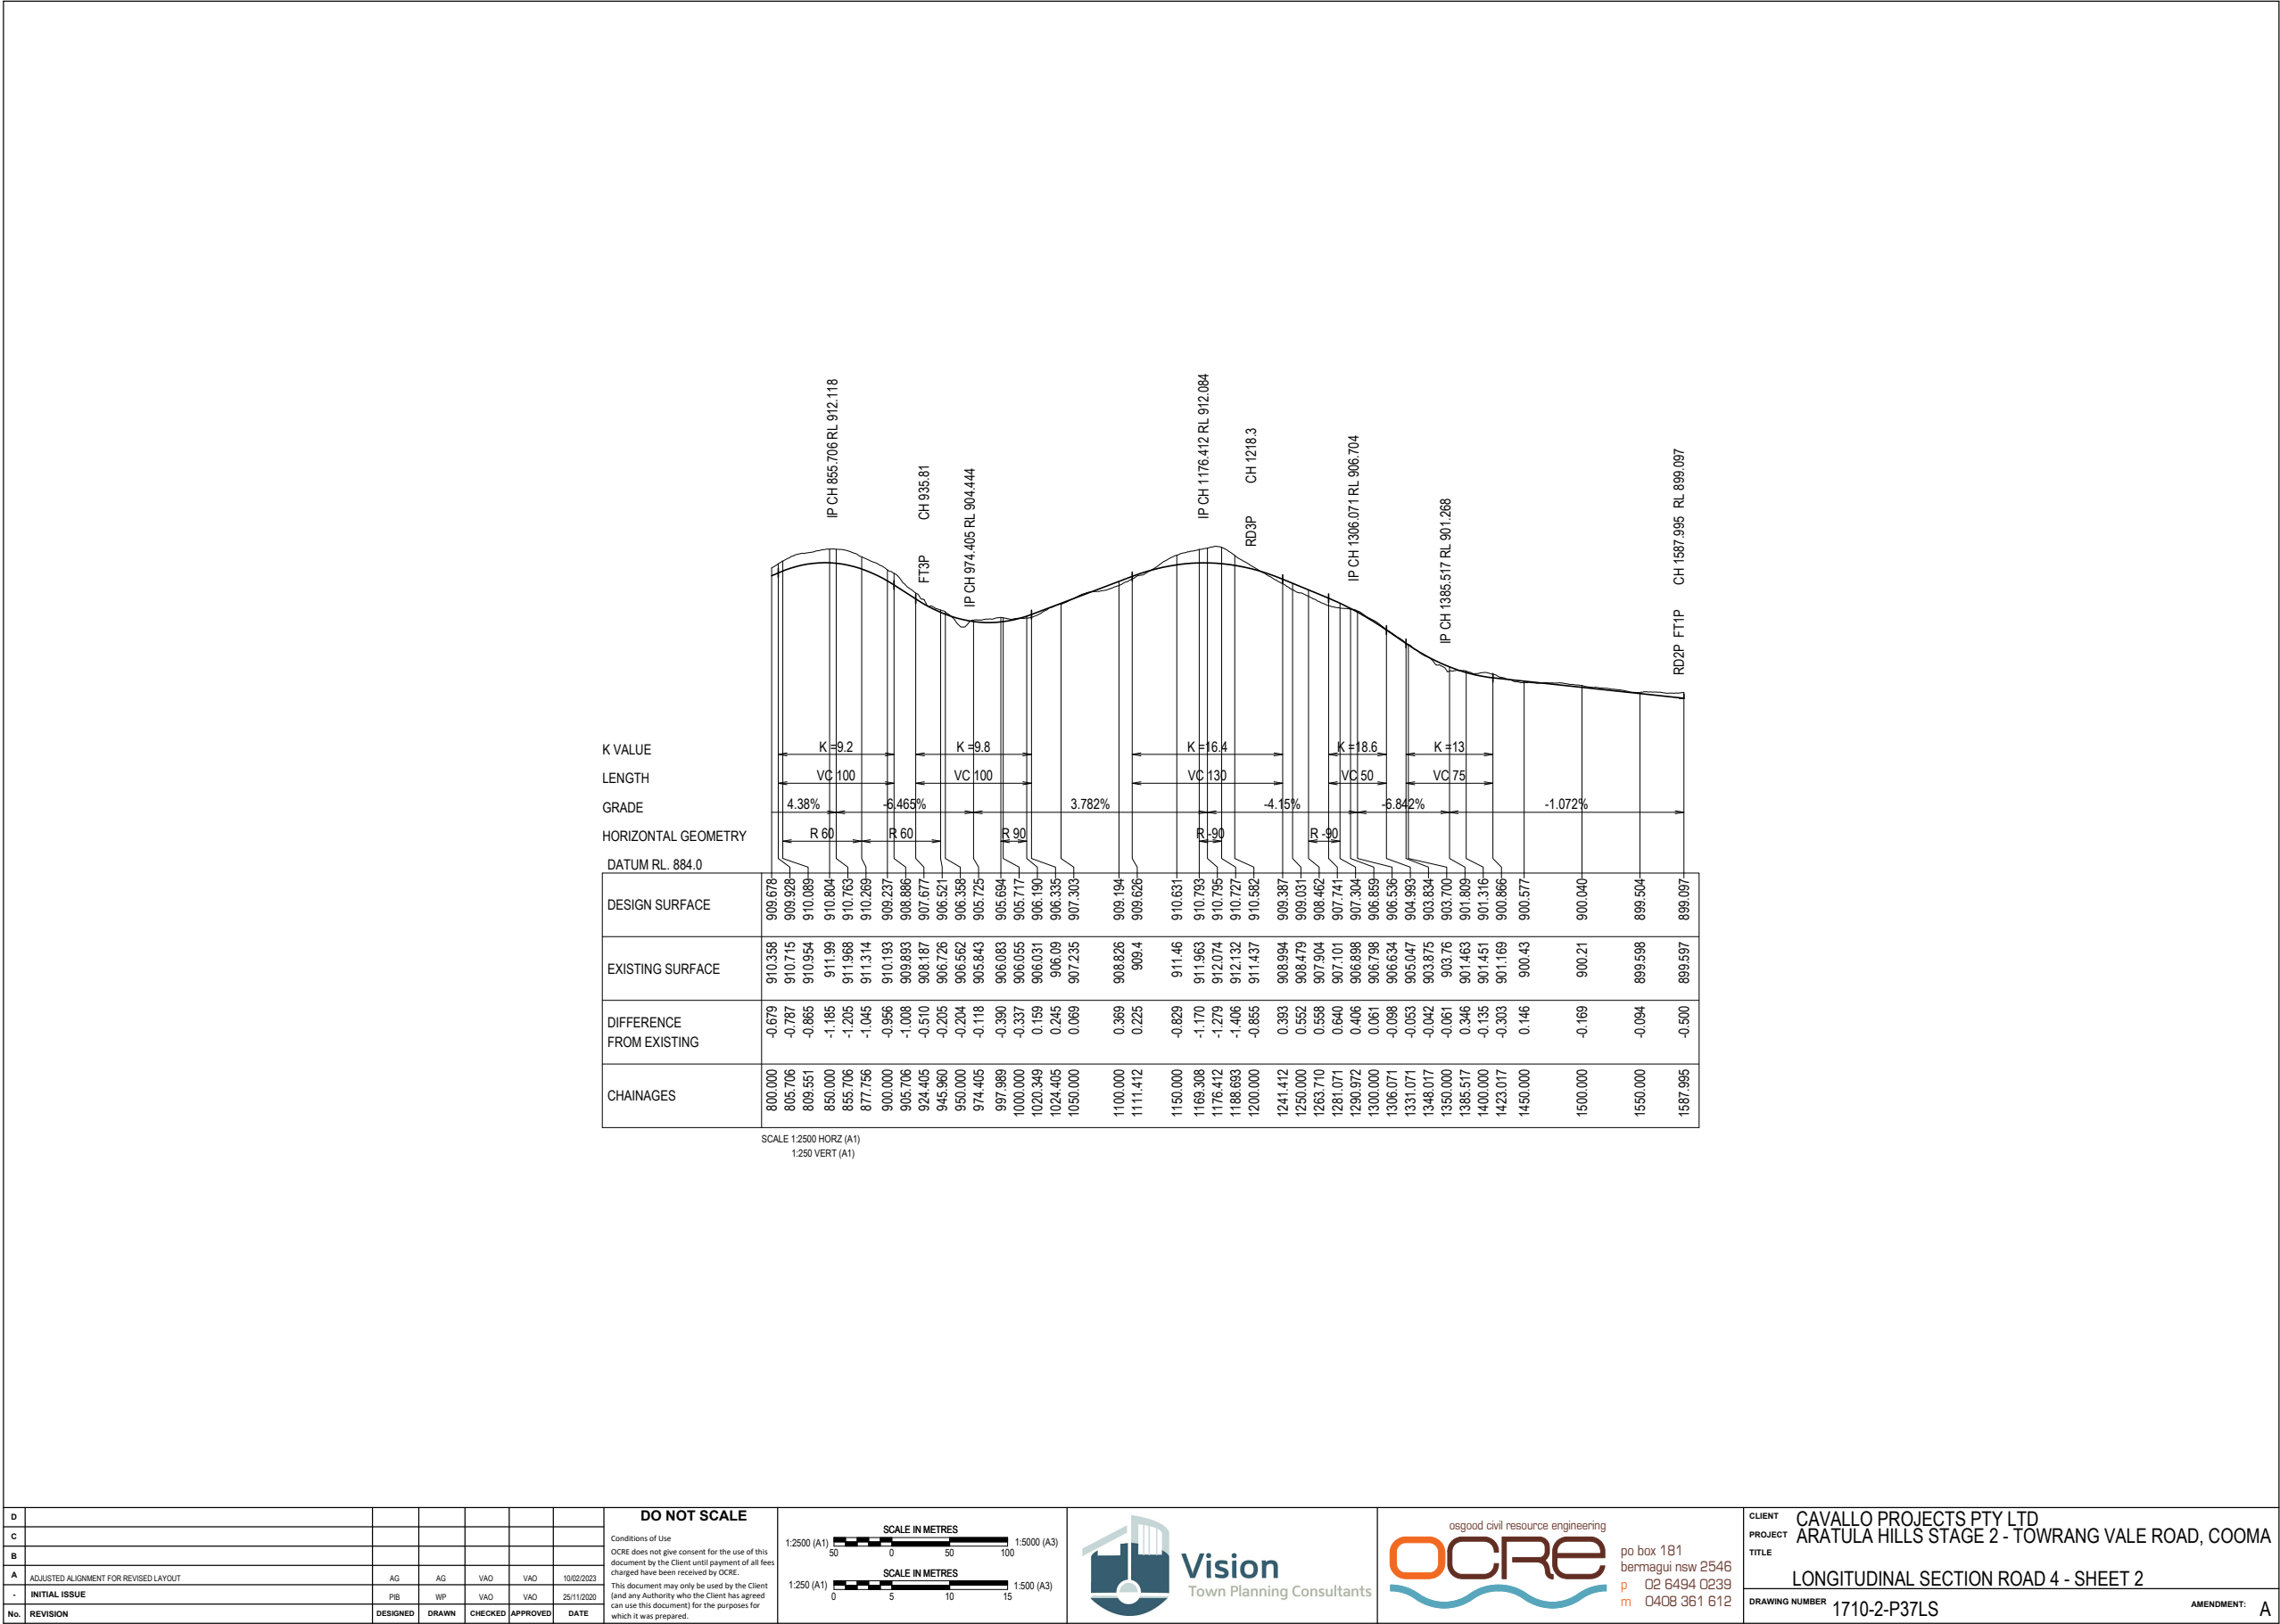 IP CH 855.706 RL 912.118
FT3P CH 935.81
IP CH 974.405 RL 904.444
IP CH 1176.412 RL 912.084
RD3P CH 1218.3
IP CH 1306.071 RL 906.704
IP CH 1385.517 RL 901.268
RD2P FT1P CH 1587.995 RL 899.097
K VALUE K =9.2 K =9.8 K =16.4 K =18.6 K =13
LENGTH VC 100 VC 100 VC 130 VC 50 VC 75
GRADE 4.38% -6.465% 3.782% -4.15% -6.842% -1.072%
HORIZONTAL GEOMETRY R 60 R 60 R 90 R -90 R -90
DATUM RL. 884.0
DESIGN SURFACE 909.678 909.928 910.089 910.804 910.763 910.269 909.237 908.886 907.677 906.521 906.358 905.725 905.694 905.717 906.190 906.335 907.303 909.194 909.626 910.631 910.793 910.795 910.727 910.582 909.387 909.031 908.462 907.741 907.304 906.859 906.536 904.993 903.834 903.700 901.809 901.316 900.866 900.577 900.040 899.504 899.097
EXISTING SURFACE 910.358 910.715 910.954 911.99 911.968 911.314 910.193 909.893 908.187 906.726 906.562 905.843 906.083 906.055 906.031 906.09 907.235 908.826 909.4 911.46 911.963 912.074 912.132 911.437 908.994 908.479 907.904 907.101 906.898 906.798 906.634 905.047 903.875 903.76 901.463 901.451 901.169 900.43 900.21 899.598 899.597
DIFFERENCE
FROM EXISTING -0.679 -0.787 -0.865 -1.185 -1.205 -1.045 -0.956 -1.008 -0.510 -0.205 -0.204 -0.118 -0.390 -0.337 0.159 0.245 0.069 0.369 0.225 -0.829 -1.170 -1.279 -1.406 -0.855 0.393 0.552 0.558 0.640 0.406 0.061 -0.098 -0.053 -0.042 -0.061 0.346 -0.135 -0.303 0.146 -0.169 -0.094 -0.500
CHAINAGES 800.000 805.706 809.551 850.000 855.706 877.756 900.000 905.706 924.405 945.960 950.000 974.405 997.989 1000.000 1020.349 1024.405 1050.000 1100.000 1111.412 1150.000 1169.308 1176.412 1188.693 1200.000 1241.412 1250.000 1263.710 1281.071 1290.972 1300.000 1306.071 1331.071 1348.017 1350.000 1385.517 1400.000 1423.017 1450.000 1500.000 1550.000 1587.995
SCALE 1:2500 HORZ (A1)
1:250 VERT (A1)
D
C
B
A ADJUSTED ALIGNMENT FOR REVISED LAYOUT AG AG VAO VAO 10/02/2023
- INITIAL ISSUE PIB WP VAO VAO 25/11/2020
No. REVISION DESIGNED DRAWN CHECKED APPROVED DATE
DO NOT SCALE
Conditions of Use
OCRE does not give consent for the use of this
document by the Client until payment of all fees
charged have been received by OCRE.
This document may only be used by the Client
(and any Authority who the Client has agreed
can use this document) for the purposes for
which it was prepared.
SCALE IN METRES
1:2500 (A1) 1:5000 (A3)
50 0 50 100
SCALE IN METRES
1:250 (A1) 1:500 (A3)
0 5 10 15
Vision
Town Planning Consultants
osgood civil resource engineering
OCRE
po box 181
bermagui nsw 2546
p 02 6494 0239
m 0408 361 612
CLIENT CAVALLO PROJECTS PTY LTD
PROJECT ARATULA HILLS STAGE 2 - TOWRANG VALE ROAD, COOMA
TITLE
LONGITUDINAL SECTION ROAD 4 - SHEET 2
DRAWING NUMBER 1710-2-P37LS AMENDMENT: A